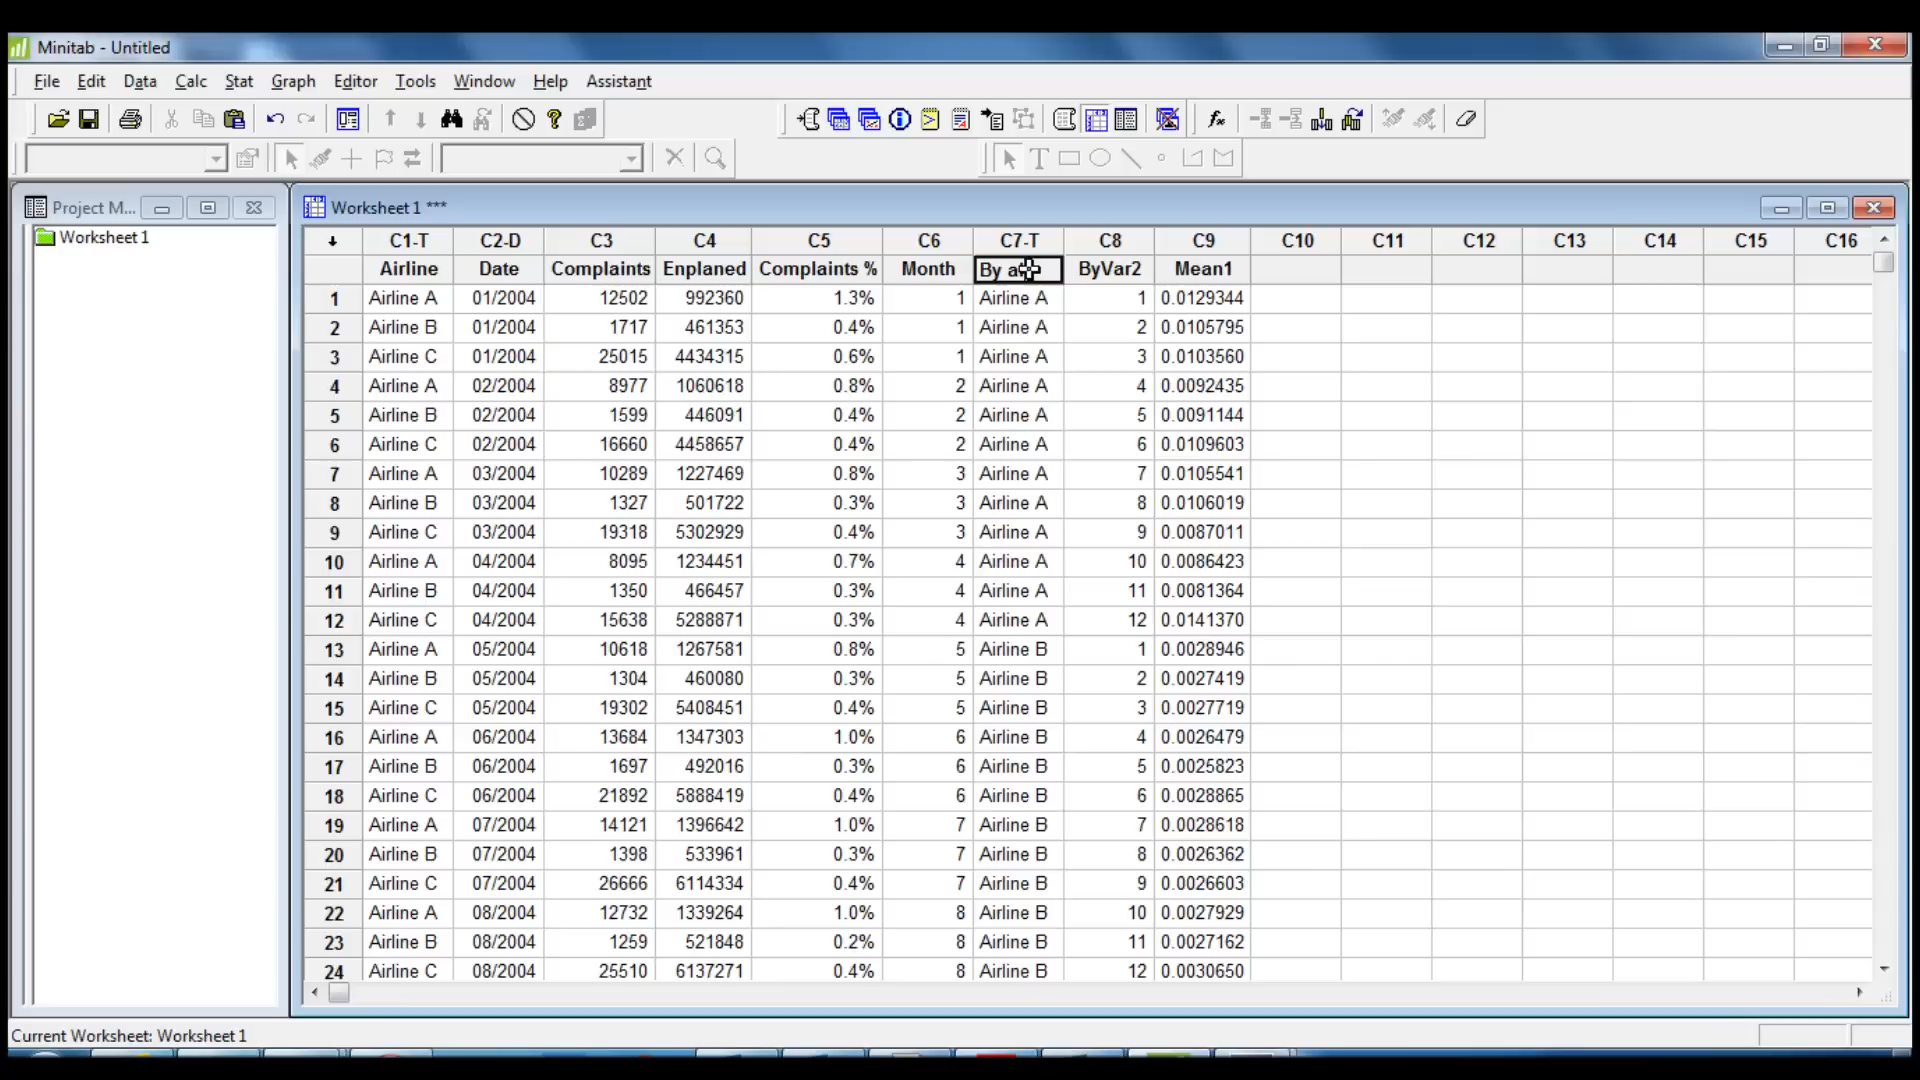 Minitab - Untitled
File Edit Data Calc Stat Graph Editor Tools Window Help Assistant
Project M... Worksheet 1 ***
Worksheet 1
C1-T C2-D C3 C4 C5 C6 C7-T C8 C9 C10 C11 C12 C13 C14 C15 C16
Airline Date Complaints Enplaned Complaints % Month By a ByVar2 Mean1
1 Airline A 01/2004 12502 992360 1.3% 1 Airline A 1 0.0129344
2 Airline B 01/2004 1717 461353 0.4% 1 Airline A 2 0.0105795
3 Airline C 01/2004 25015 4434315 0.6% 1 Airline A 3 0.0103560
4 Airline A 02/2004 8977 1060618 0.8% 2 Airline A 4 0.0092435
5 Airline B 02/2004 1599 446091 0.4% 2 Airline A 5 0.0091144
6 Airline C 02/2004 16660 4458657 0.4% 2 Airline A 6 0.0109603
7 Airline A 03/2004 10289 1227469 0.8% 3 Airline A 7 0.0105541
8 Airline B 03/2004 1327 501722 0.3% 3 Airline A 8 0.0106019
9 Airline C 03/2004 19318 5302929 0.4% 3 Airline A 9 0.0087011
10 Airline A 04/2004 8095 1234451 0.7% 4 Airline A 10 0.0086423
11 Airline B 04/2004 1350 466457 0.3% 4 Airline A 11 0.0081364
12 Airline C 04/2004 15638 5288871 0.3% 4 Airline A 12 0.0141370
13 Airline A 05/2004 10618 1267581 0.8% 5 Airline B 1 0.0028946
14 Airline B 05/2004 1304 460080 0.3% 5 Airline B 2 0.0027419
15 Airline C 05/2004 19302 5408451 0.4% 5 Airline B 3 0.0027719
16 Airline A 06/2004 13684 1347303 1.0% 6 Airline B 4 0.0026479
17 Airline B 06/2004 1697 492016 0.3% 6 Airline B 5 0.0025823
18 Airline C 06/2004 21892 5888419 0.4% 6 Airline B 6 0.0028865
19 Airline A 07/2004 14121 1396642 1.0% 7 Airline B 7 0.0028618
20 Airline B 07/2004 1398 533961 0.3% 7 Airline B 8 0.0026362
21 Airline C 07/2004 26666 6114334 0.4% 7 Airline B 9 0.0026603
22 Airline A 08/2004 12732 1339264 1.0% 8 Airline B 10 0.0027929
23 Airline B 08/2004 1259 521848 0.2% 8 Airline B 11 0.0027162
24 Airline C 08/2004 25510 6137271 0.4% 8 Airline B 12 0.0030650
Current Worksheet: Worksheet 1